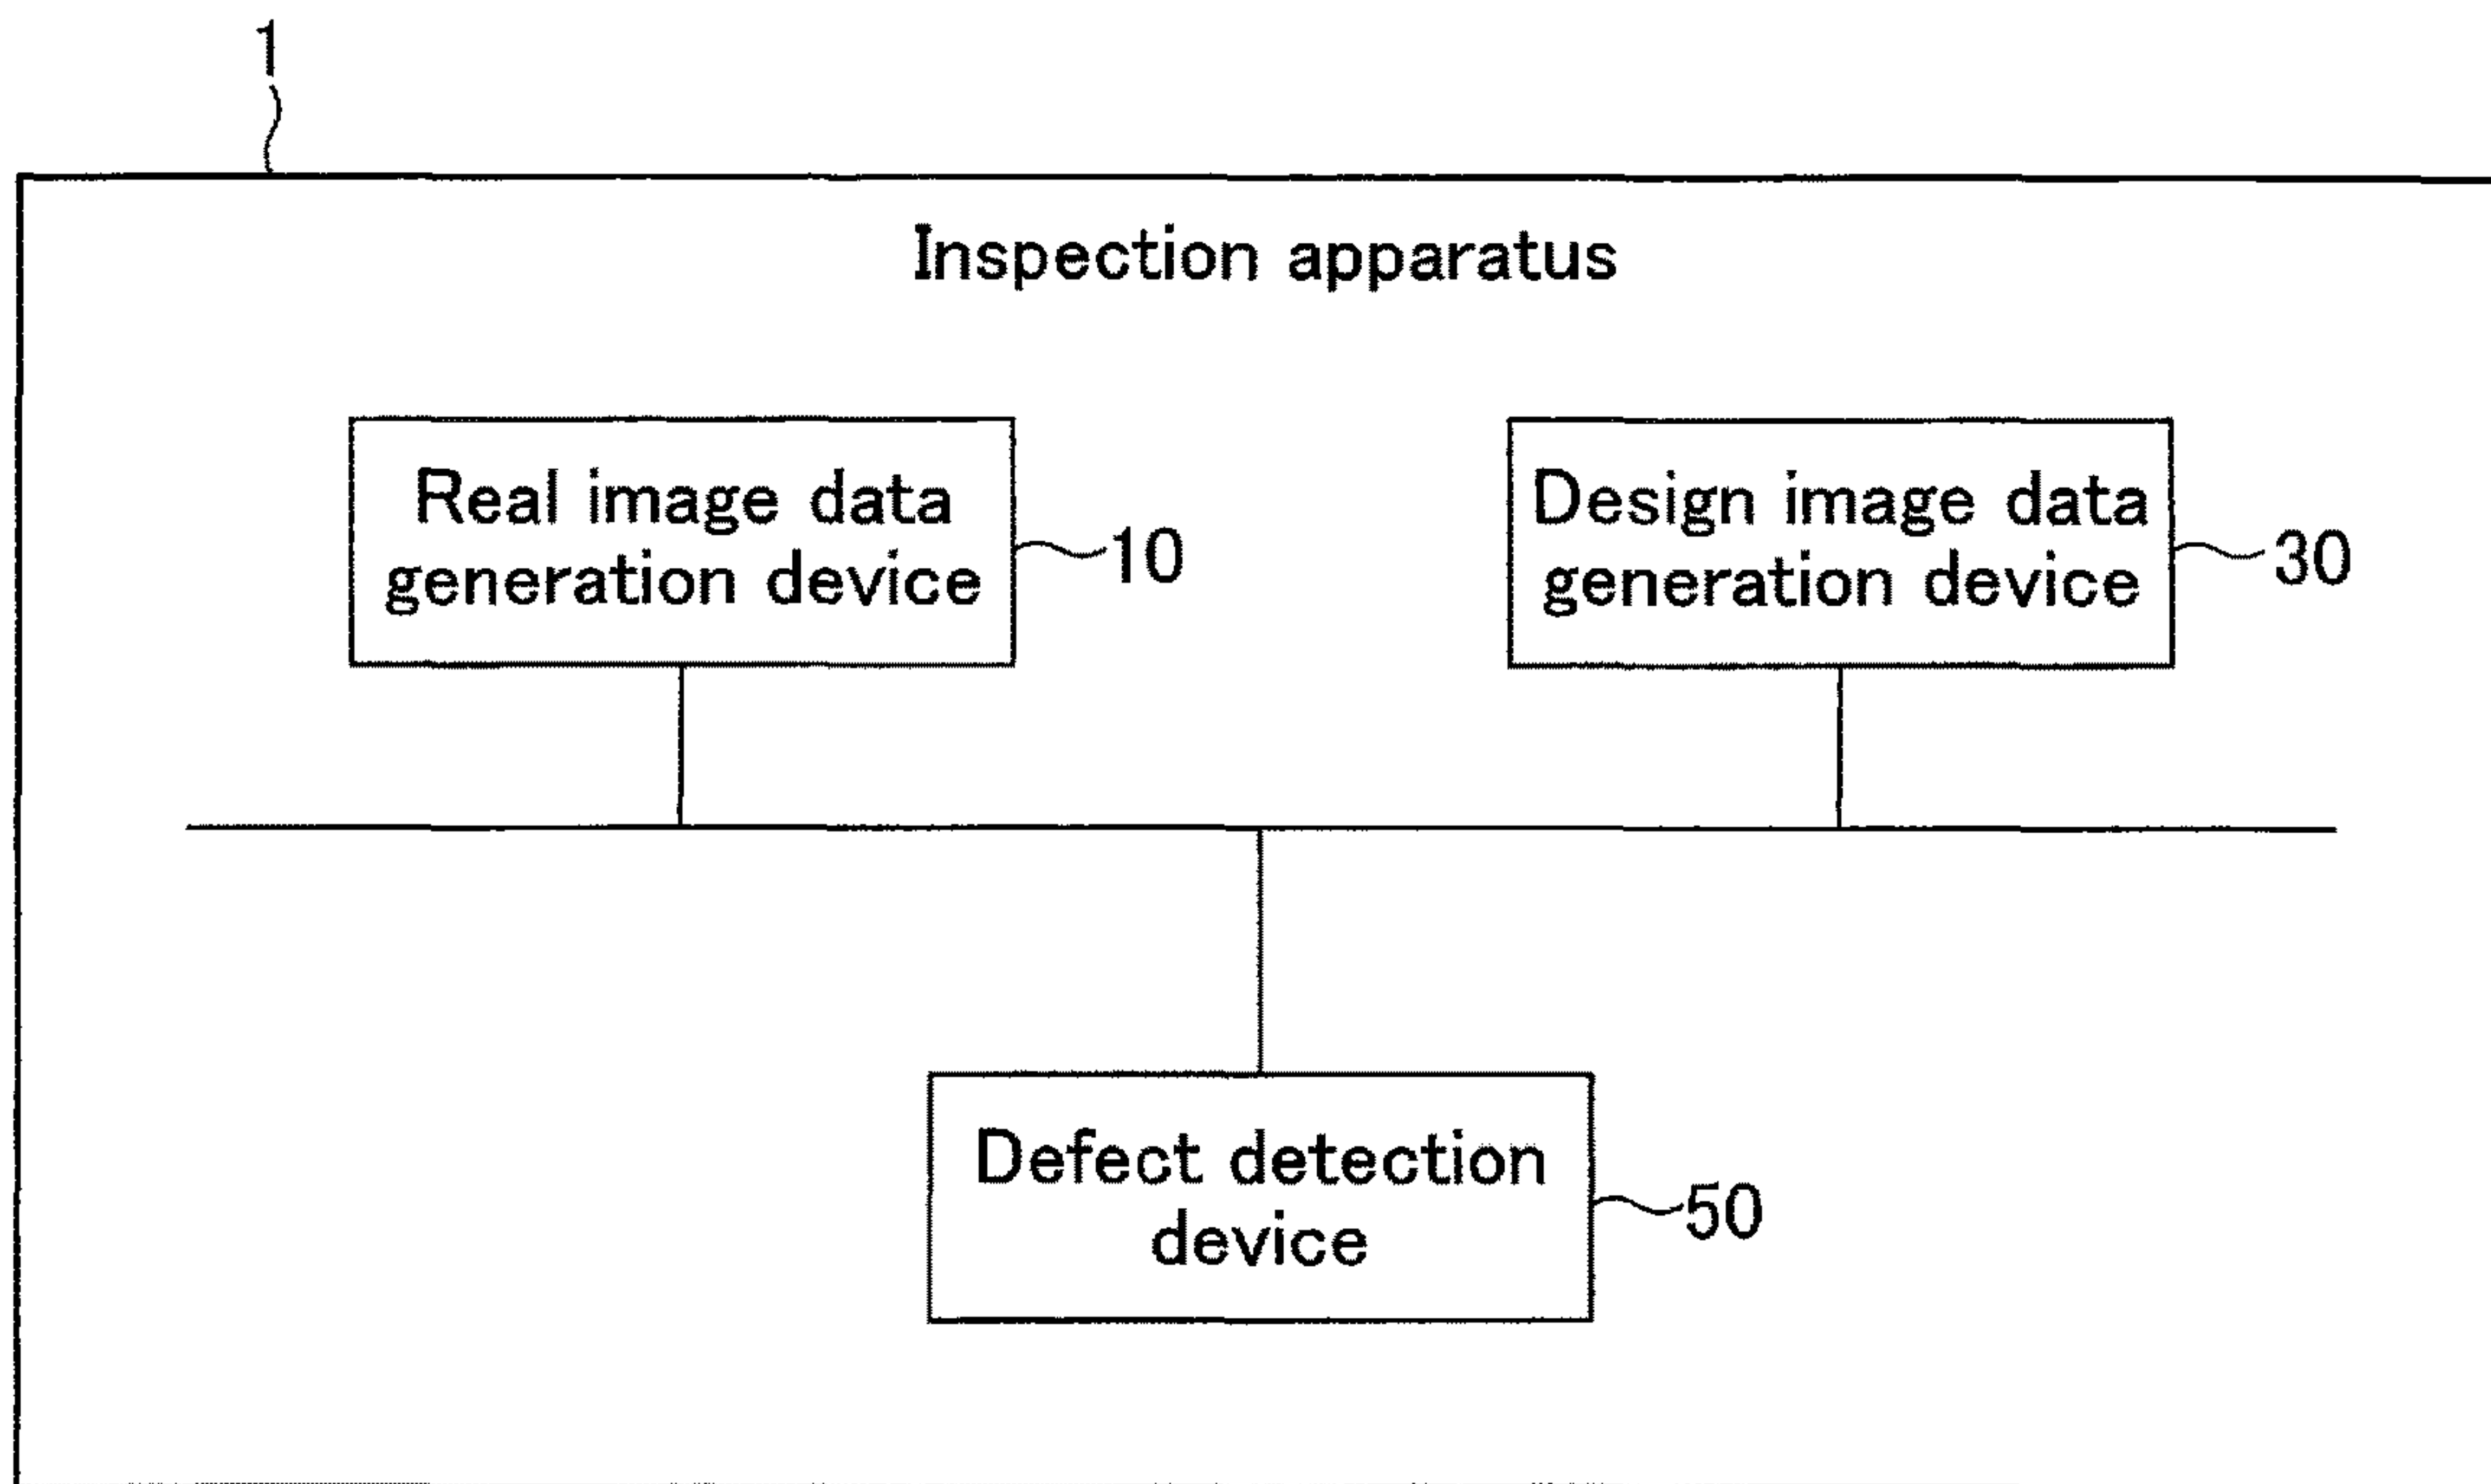 1
Inspection apparatus
Real image data
generation device
10
Design image data
generation device
30
Defect detection
device
50